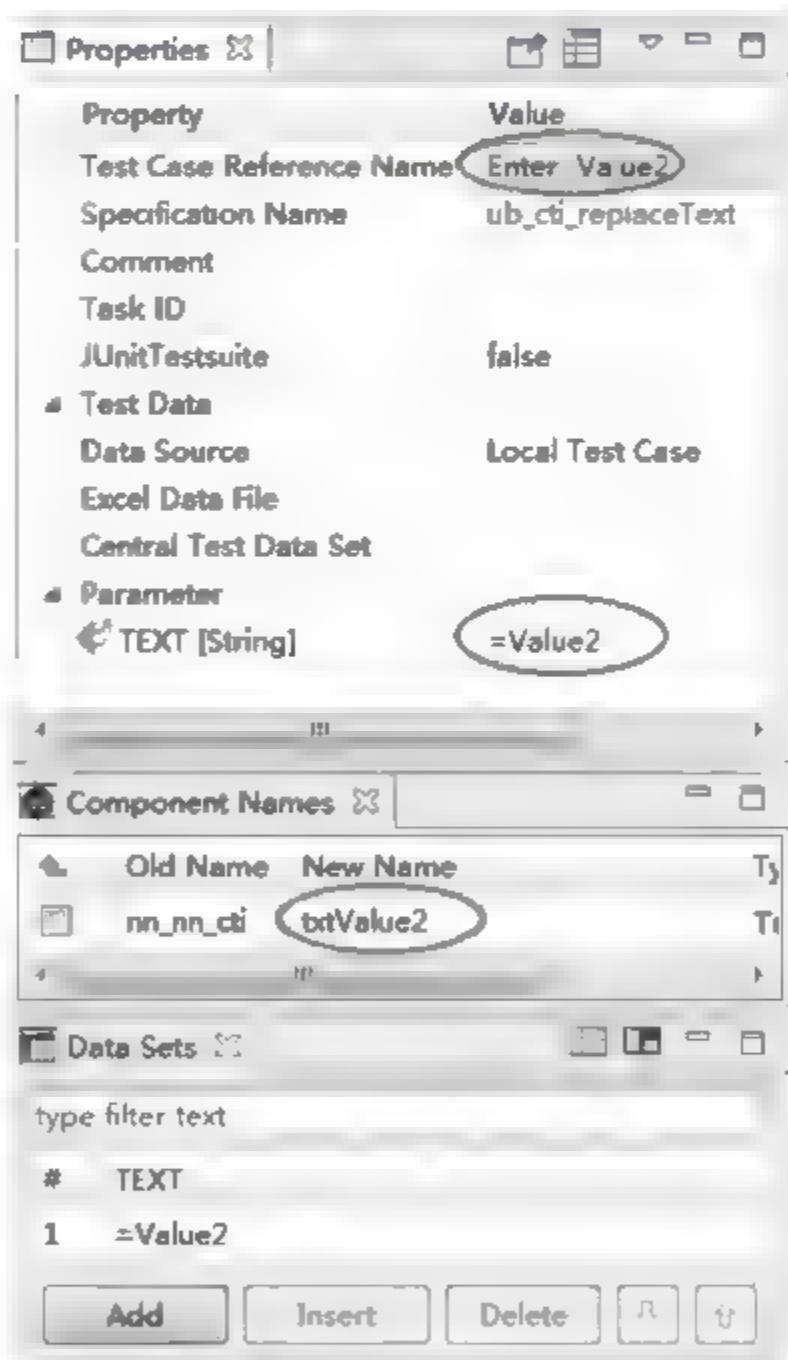 Properties
Property Value
Test Case Reference Name Enter Value2
Specification Name ub_cti_replaceText
Comment
Task ID
JUnitTestsuite false
Test Data
Data Source Local Test Case
Excel Data File
Central Test Data Set
Parameter
TEXT [String] =Value2
Component Names
Old Name New Name
nn_nn_cti txtValue2
Data Sets
type filter text
# TEXT
1 =Value2
Add Insert Delete